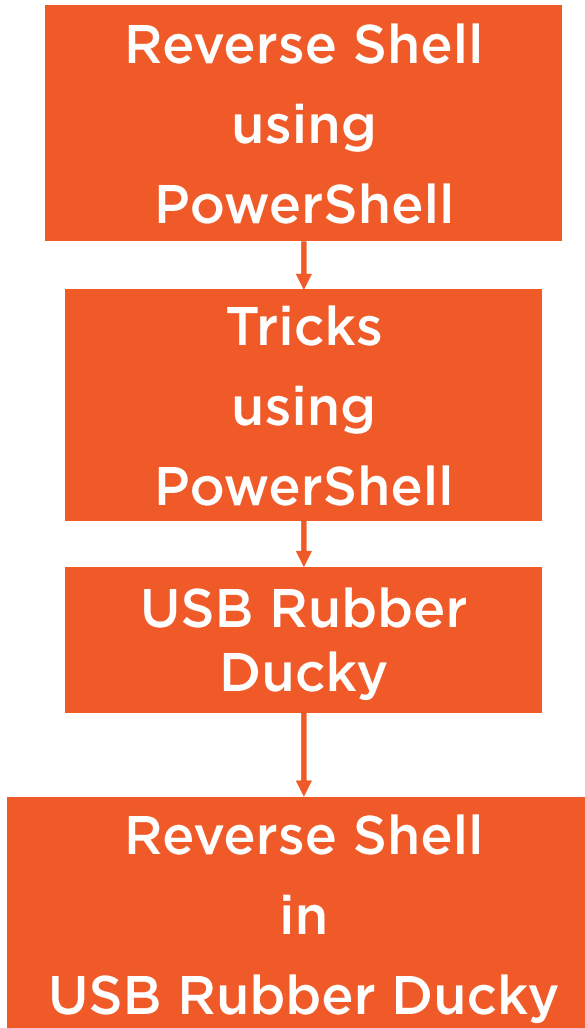 Reverse Shell
using
PowerShell
Tricks
using
PowerShell
USB Rubber
Ducky
Reverse Shell
in
USB Rubber Ducky